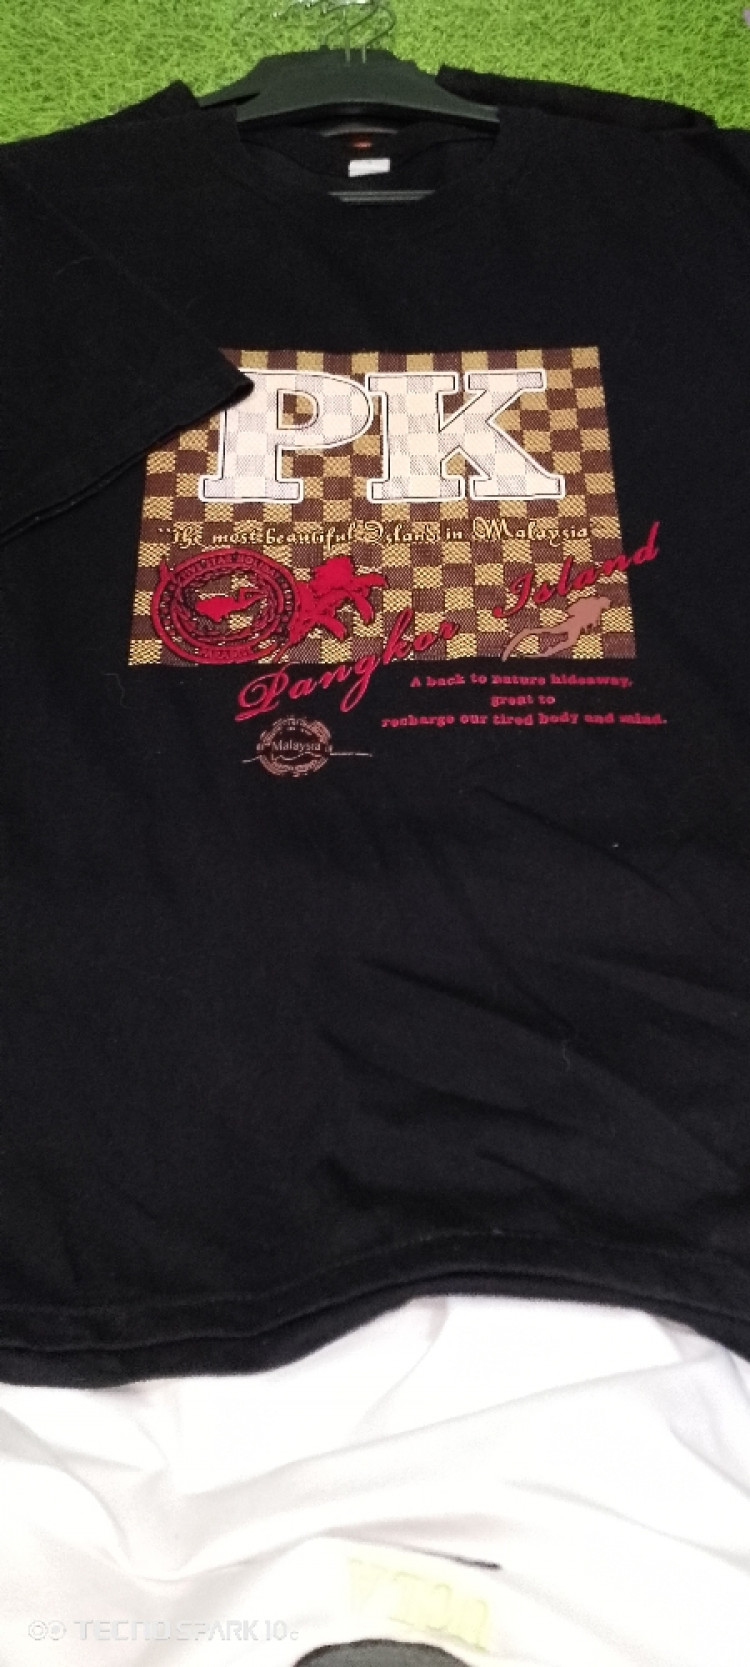 PK
"The most beautiful Island in Malaysia"
Pangkor Island
A back to nature hideaway,
great to
recharge our tired body and mind.
Malaysia
TECNO SPARK 10c